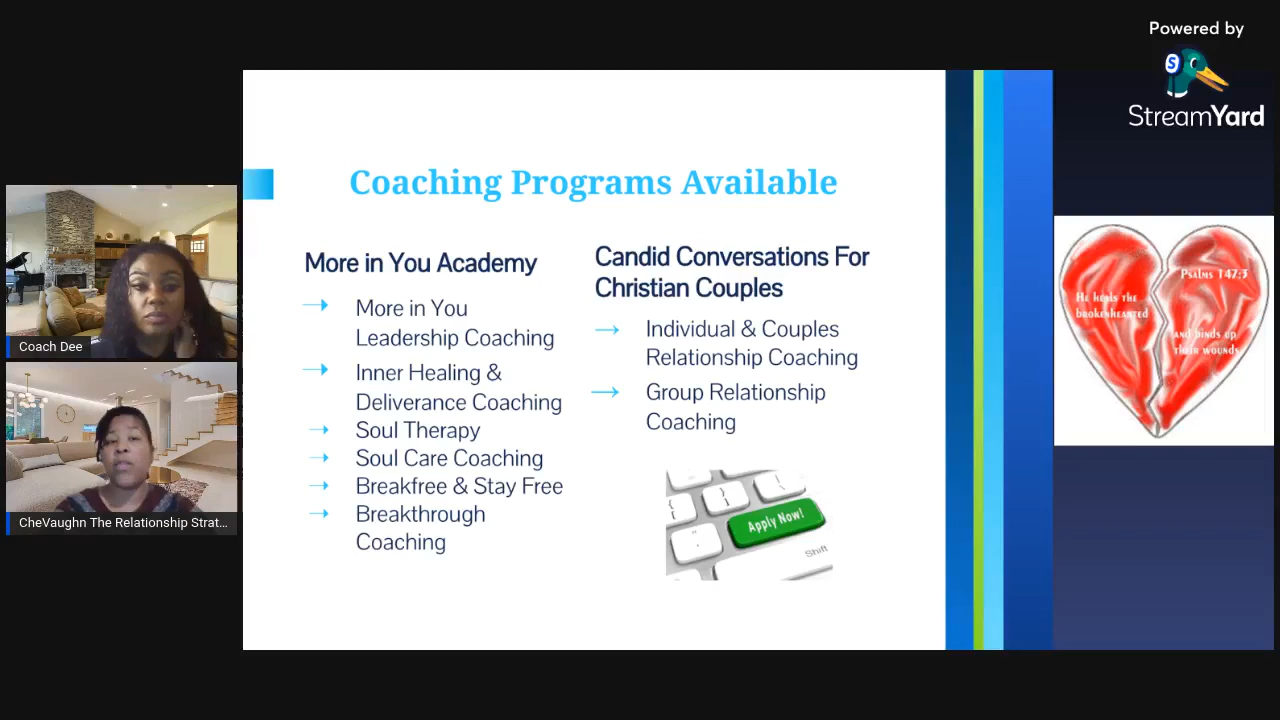 Powered by
StreamYard
Coaching Programs Available
More in You Academy
More in You
Leadership Coaching
Inner Healing &
Deliverance Coaching
Soul Therapy
Soul Care Coaching
Breakfree & Stay Free
Breakthrough
Coaching
Candid Conversations For
Christian Couples
Individual & Couples
Relationship Coaching
Group Relationship
Coaching
Apply Now!
Shift
Psalms 147:3
He heals the
brokenhearted
and binds up
their wounds
Coach Dee
CheVaughn The Relationship Strat...